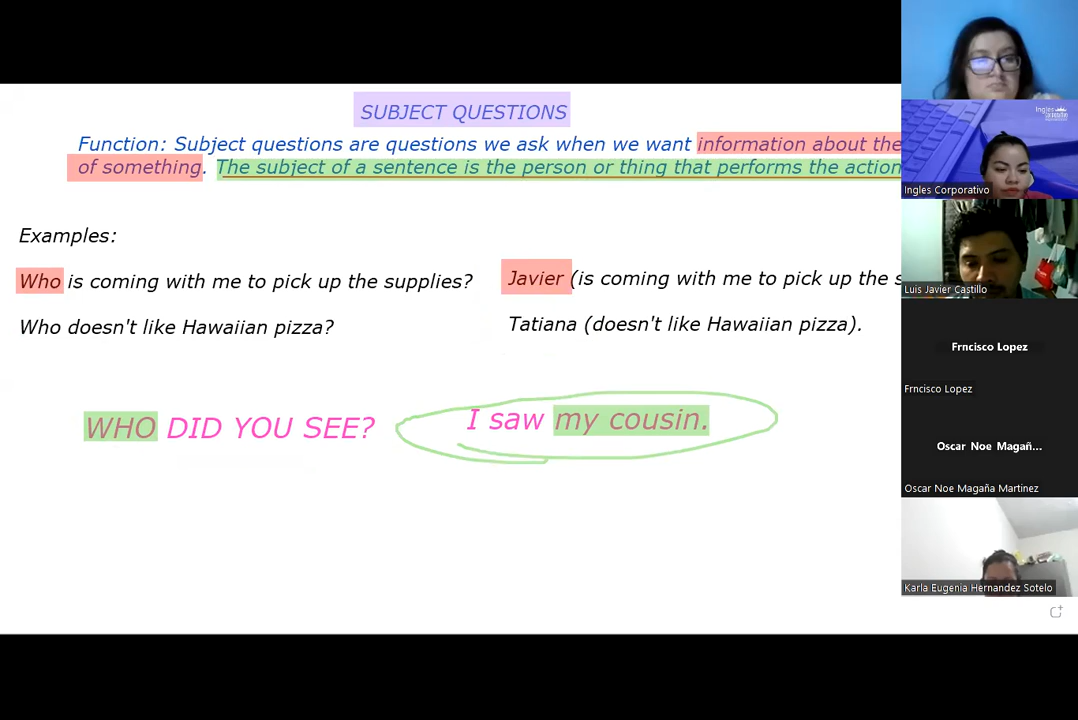 SUBJECT QUESTIONS
Function: Subject questions are questions we ask when we want information about the
of something. The subject of a sentence is the person or thing that performs the action
Examples:
Who is coming with me to pick up the supplies?
Javier (is coming with me to pick up the s
Who doesn't like Hawaiian pizza?
Tatiana (doesn't like Hawaiian pizza).
WHO DID YOU SEE?
I saw my cousin.
Ingles Corporativo
Luis Javier Castillo
Frncisco Lopez
Frncisco Lopez
Oscar Noe Magañ...
Oscar Noe Magaña Martinez
Karla Eugenia Hernandez Sotelo